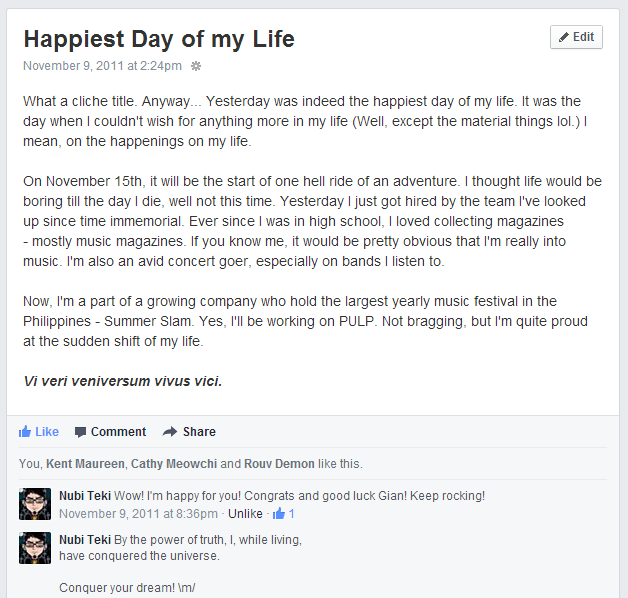 Happiest Day of my Life
Edit
November 9, 2011 at 2:24pm
What a cliche title. Anyway... Yesterday was indeed the happiest day of my life. It was the
day when I couldn't wish for anything more in my life (Well, except the material things lol.) I
mean, on the happenings on my life.
On November 15th, it will be the start of one hell ride of an adventure. I thought life would be
boring till the day I die, well not this time. Yesterday I just got hired by the team I've looked
up since time immemorial. Ever since I was in high school, I loved collecting magazines
- mostly music magazines. If you know me, it would be pretty obvious that I'm really into
music. I'm also an avid concert goer, especially on bands I listen to.
Now, I'm a part of a growing company who hold the largest yearly music festival in the
Philippines - Summer Slam. Yes, I'll be working on PULP. Not bragging, but I'm quite proud
at the sudden shift of my life.
Vi veri veniversum vivus vici.
Like Comment Share
You, Kent Maureen, Cathy Meowchi and Rouv Demon like this.
Nubi Teki Wow! I'm happy for you! Congrats and good luck Gian! Keep rocking!
November 9, 2011 at 8:36pm · Unlike · 1
Nubi Teki By the power of truth, I, while living,
have conquered the universe.
Conquer your dream! \m/